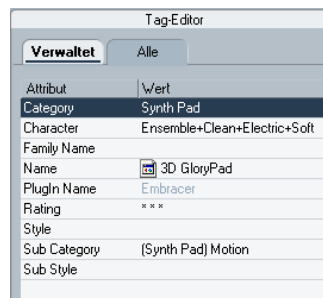 Tag-Editor
Verwaltet Alle
Attribut Wert
Category Synth Pad
Character Ensemble+Clean+Electric+Soft
Family Name
Name 3D GloryPad
PlugIn Name Embracer
Rating * * *
Style
Sub Category (Synth Pad) Motion
Sub Style